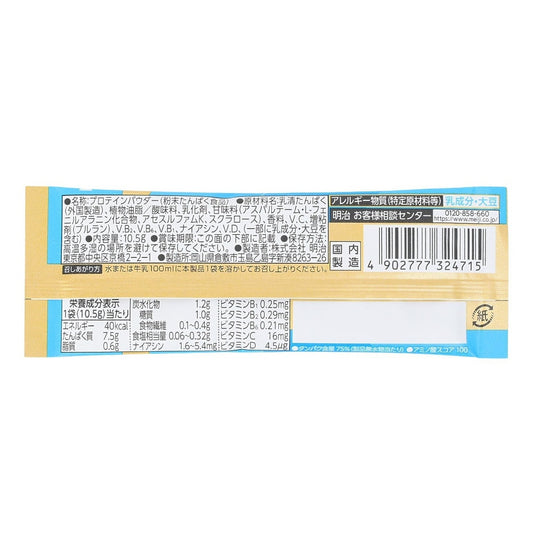 ●名称:プロテインパウダー(粉末たんぱく食品) ●原材料名:乳清たんぱく
(外国製造)、植物油脂/酸味料、乳化剤、甘味料(アスパルテーム・L-フェ
ニルアラニン化合物、アセスルファムK、スクラロース)、香料、V.C、増粘
剤(プルラン)、V.B₆、V.B₂、V.B₁、ナイアシン、V.D、(一部に乳成分・大豆を
含む) ●内容量:10.5g ●賞味期限:この面の下部に記載 ●保存方法:
高温多湿の場所を避けて保存してください。 ●製造者:株式会社 明治
東京都中央区京橋2-2-1 ●製造所:岡山県倉敷市玉島乙島字新湊8263-26
召しあがり方 水または牛乳100mlに本製品1袋を溶かしてお召し上がりください。
アレルギー物質(特定原材料等) 乳成分・大豆
明治 お客様相談センター 0120-858-660
https://www.meiji.co.jp
国内製造
4 902777 324715
栄養成分表示
1袋(10.5g)当たり
エネルギー 40kcal
たんぱく質 7.5g
脂質 0.6g
炭水化物 1.2g
糖質 1.0g
食物繊維 0.1-0.4g
食塩相当量 0.06-0.32g
ナイアシン 1.6-5.4mg
ビタミンB₁ 0.25mg
ビタミンB₂ 0.29mg
ビタミンB₆ 0.21mg
ビタミンC 16mg
ビタミンD 4.5μg
●タンパク含量 75%(製品無水物当たり) ●アミノ酸スコア 100
紙